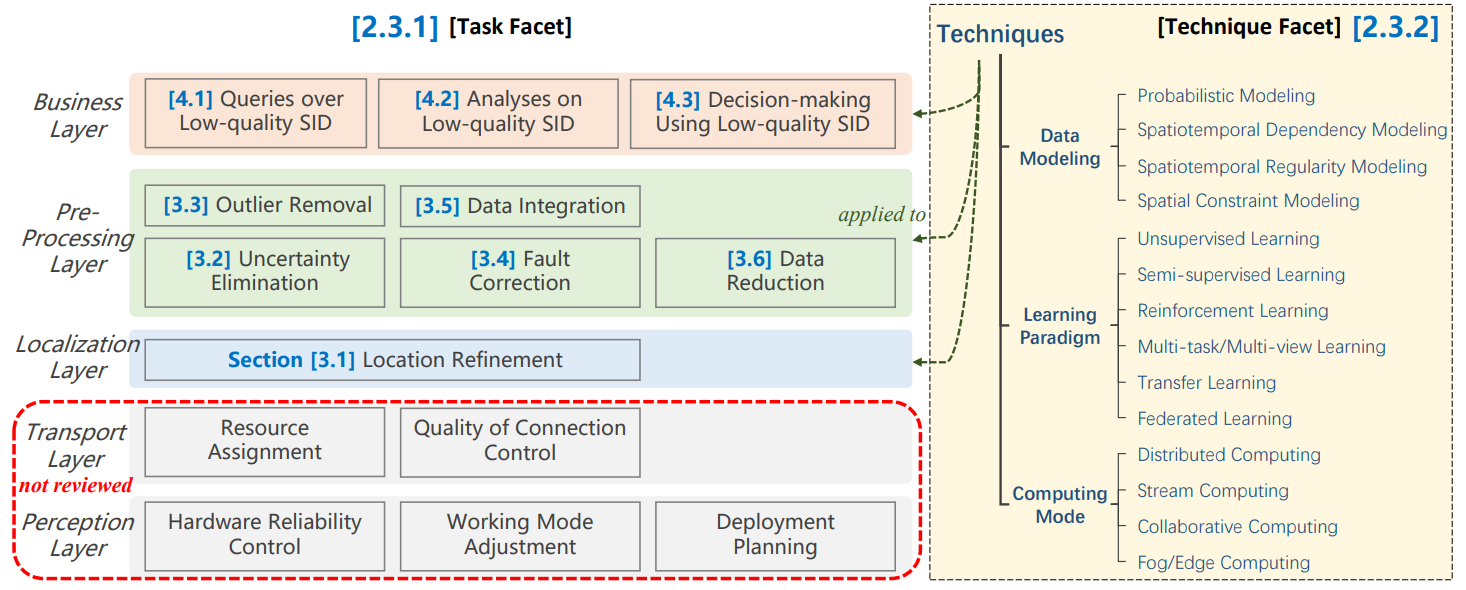 [2.3.1] [Task Facet]
Business
Layer
[4.1] Queries over
Low-quality SID
[4.2] Analyses on
Low-quality SID
[4.3] Decision-making
Using Low-quality SID
Pre-
Processing
Layer
[3.3] Outlier Removal
[3.5] Data Integration
[3.2] Uncertainty
Elimination
[3.4] Fault
Correction
[3.6] Data
Reduction
Localization
Layer
Section [3.1] Location Refinement
Transport
Layer
not reviewed
Resource
Assignment
Quality of Connection
Control
Perception
Layer
Hardware Reliability
Control
Working Mode
Adjustment
Deployment
Planning
applied to
Techniques
[Technique Facet] [2.3.2]
Data
Modeling
Probabilistic Modeling
Spatiotemporal Dependency Modeling
Spatiotemporal Regularity Modeling
Spatial Constraint Modeling
Learning
Paradigm
Unsupervised Learning
Semi-supervised Learning
Reinforcement Learning
Multi-task/Multi-view Learning
Transfer Learning
Federated Learning
Computing
Mode
Distributed Computing
Stream Computing
Collaborative Computing
Fog/Edge Computing